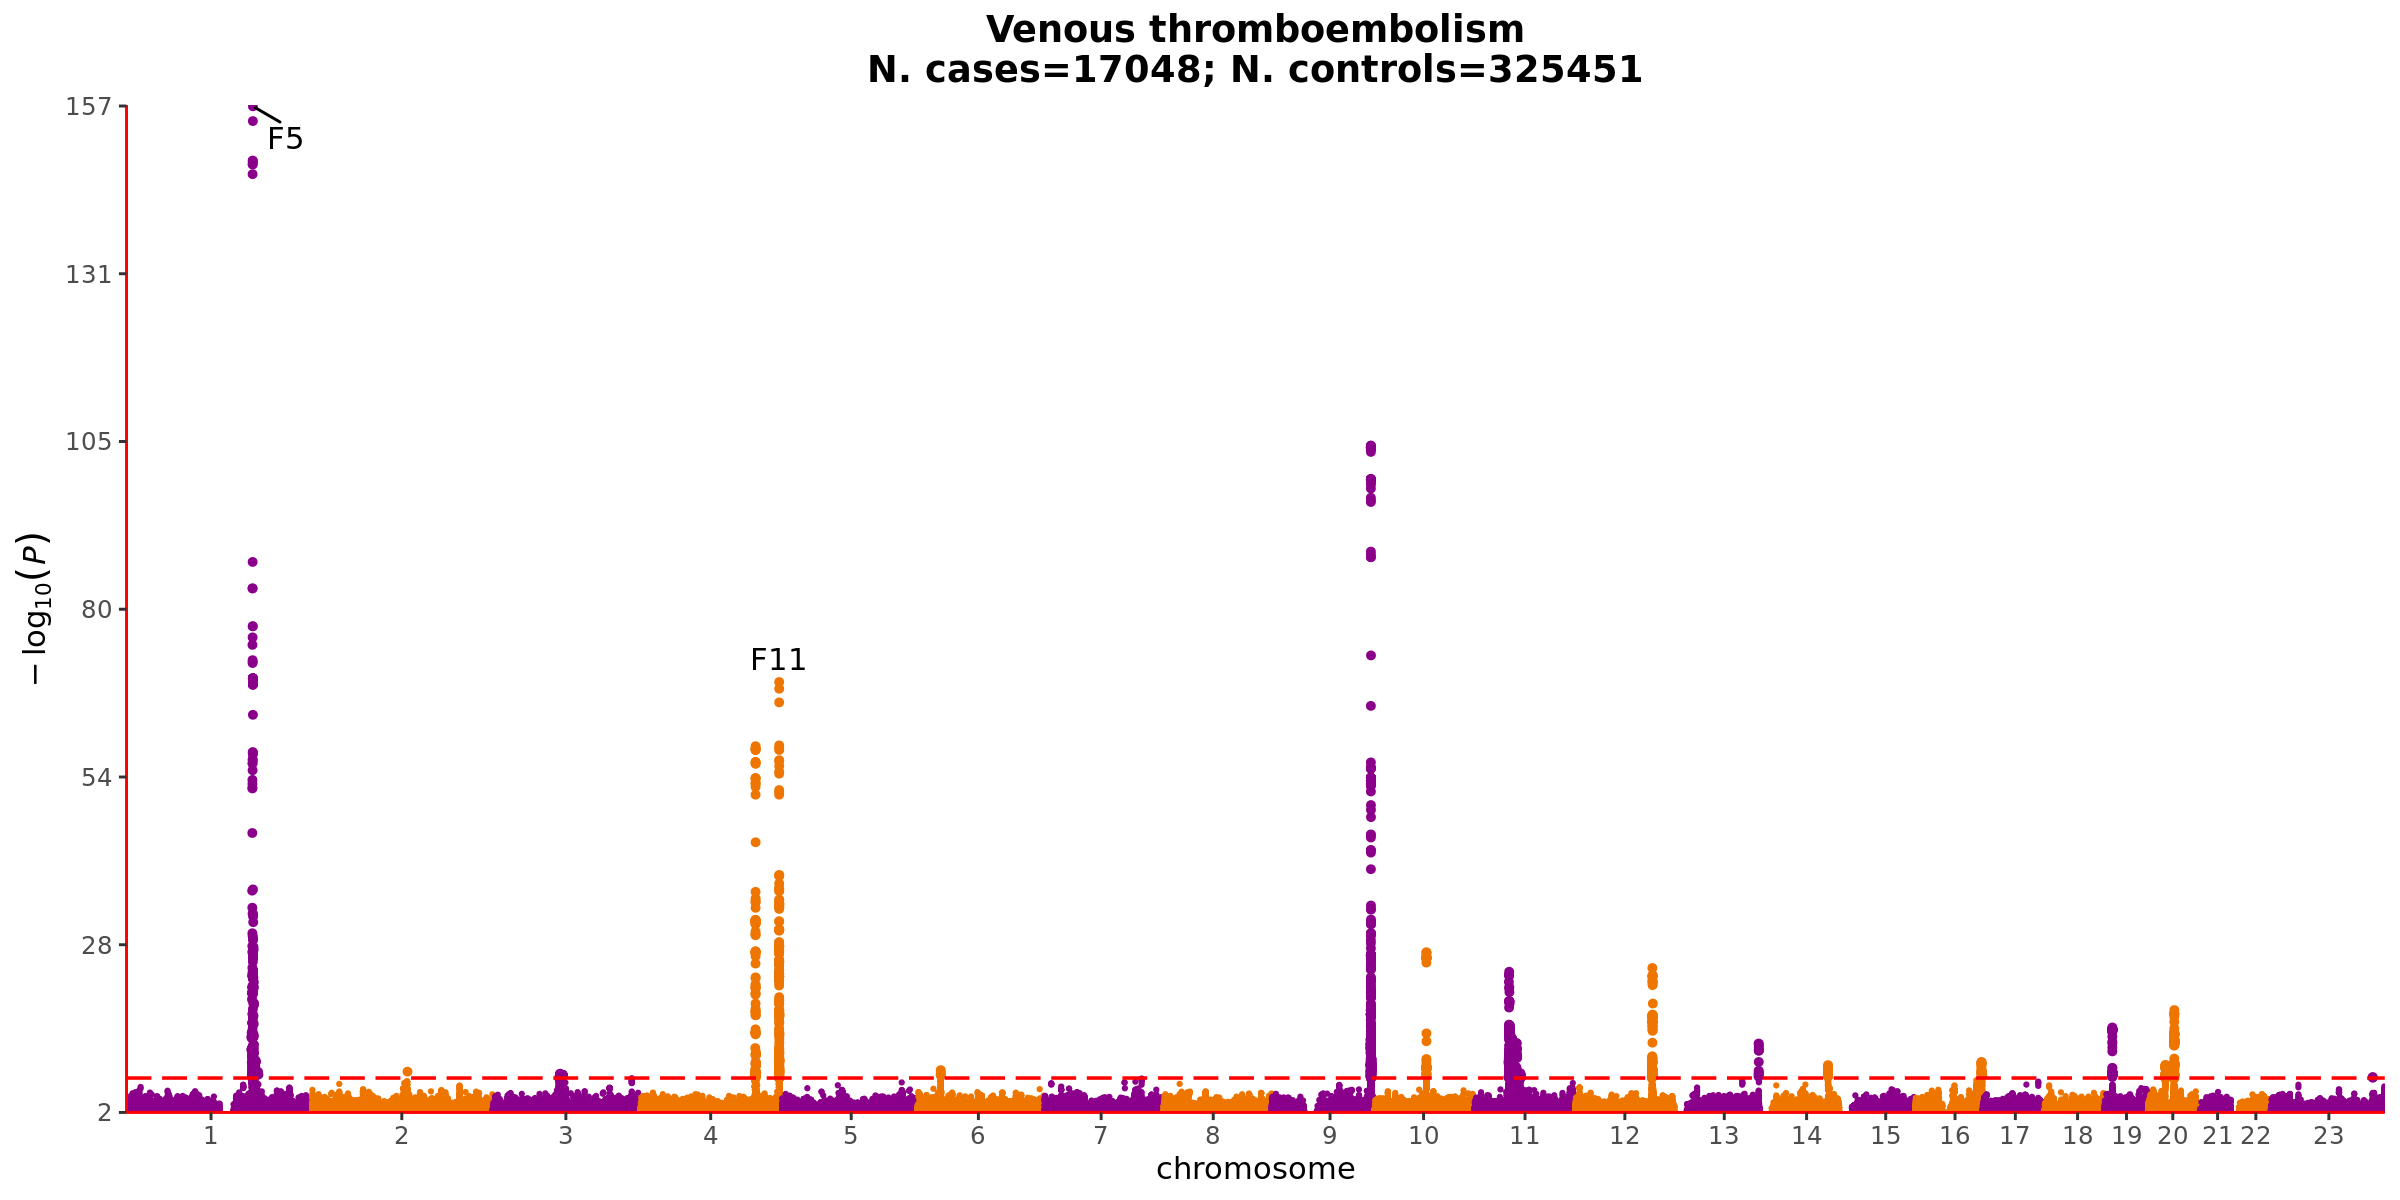 Venous thromboembolism
N. cases=17048; N. controls=325451
157
F5
131
105
80
F11
54
28
2
−log10(P)
1 2 3 4 5 6 7 8 9 10 11 12 13 14 15 16 17 18 19 20 21 22 23
chromosome